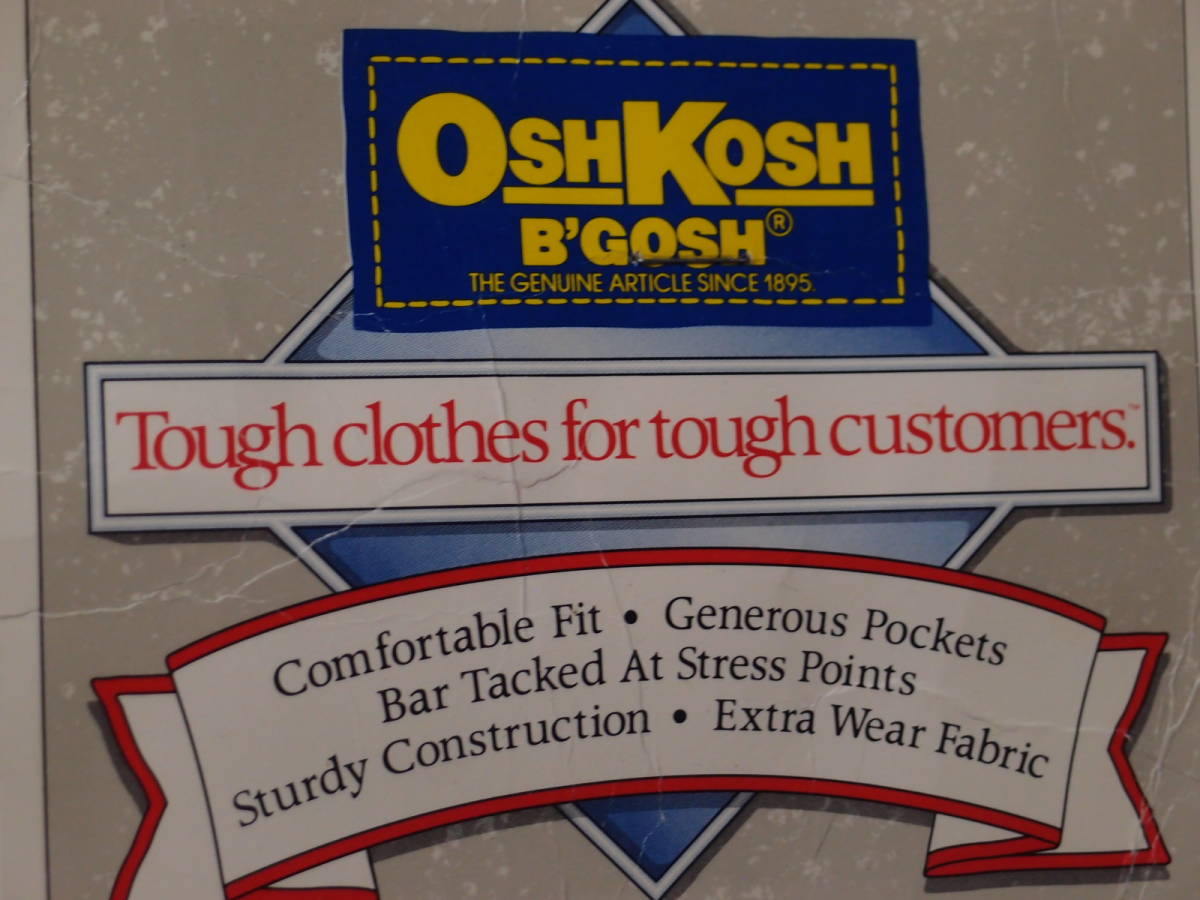 OSHKOSH
B'GOSH®
THE GENUINE ARTICLE SINCE 1895.
Tough clothes for tough customers.™
Comfortable Fit • Generous Pockets
Bar Tacked At Stress Points
Sturdy Construction • Extra Wear Fabric